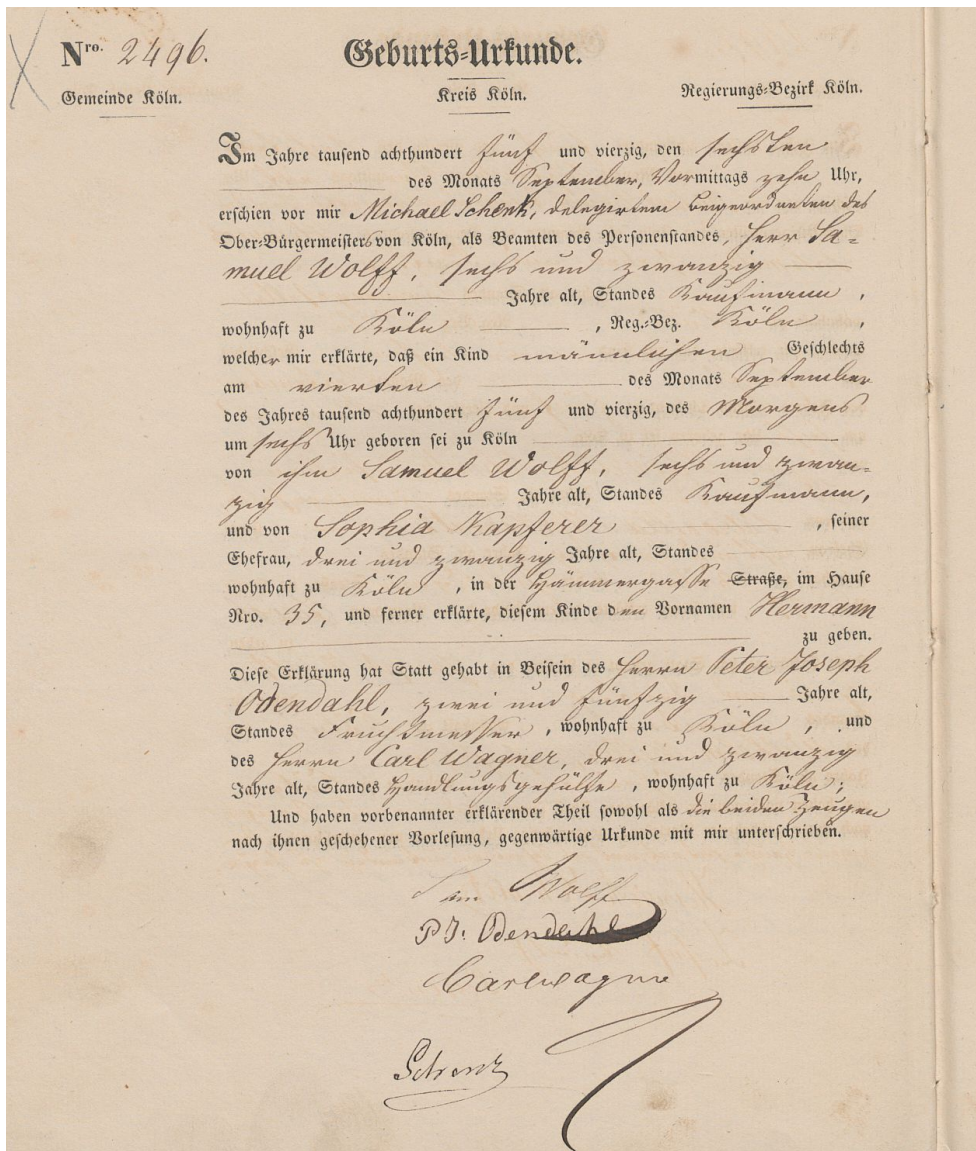 Nro. 2496.
Geburts-Urkunde.
Gemeinde Köln.
Kreis Köln.
Regierungs-Bezirk Köln.
Im Jahre tausend achthundert fünf und vierzig, den sechsten
des Monats September, Vormittags zehn Uhr,
erschien vor mir Michael Schenk, delegirtem Beigeordneten des
Ober-Bürgermeisters von Köln, als Beamten des Personenstandes, Herr Sa-
muel Wolff, sechs und zwanzig
Jahre alt, Standes Kaufmann,
wohnhaft zu Köln, Reg.-Bez. Köln,
welcher mir erklärte, daß ein Kind männlichen Geschlechts
am vierten des Monats September
des Jahres tausend achthundert fünf und vierzig, des Morgens
um sechs Uhr geboren sei zu Köln
von ihm Samuel Wolff, sechs und zwan-
zig Jahre alt, Standes Kaufmann,
und von Sophia Kapferer, seiner
Ehefrau, drei und zwanzig Jahre alt, Standes
wohnhaft zu Köln, in der Hämmergasse Straße, im Hause
Nro. 35, und ferner erklärte, diesem Kinde den Vornamen Hermann
zu geben.
Diese Erklärung hat Statt gehabt in Beisein des Herrn Peter Joseph
Odendahl, zwei und fünfzig Jahre alt,
Standes Fruchtmesser, wohnhaft zu Köln, und
des Herrn Carl Wagner, drei und zwanzig
Jahre alt, Standes Handlungsgehülfe, wohnhaft zu Köln;
Und haben vorbenannter erklärender Theil sowohl als die beiden Zeugen
nach ihnen geschehener Vorlesung, gegenwärtige Urkunde mit mir unterschrieben.
Sam Wolff
P J: Odendahl
Carl Wagner
Schenk